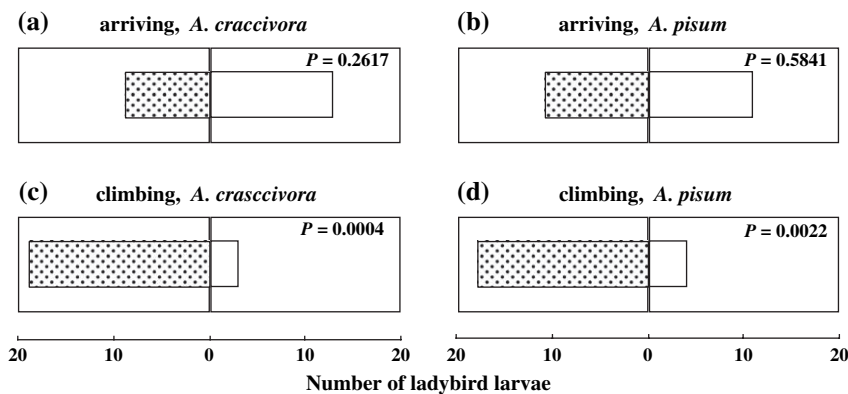 (a) arriving, A. craccivora
P = 0.2617
(b) arriving, A. pisum
P = 0.5841
(c) climbing, A. crasccivora
P = 0.0004
(d) climbing, A. pisum
P = 0.0022
20 10 0 20 20 10 0 10 20
Number of ladybird larvae